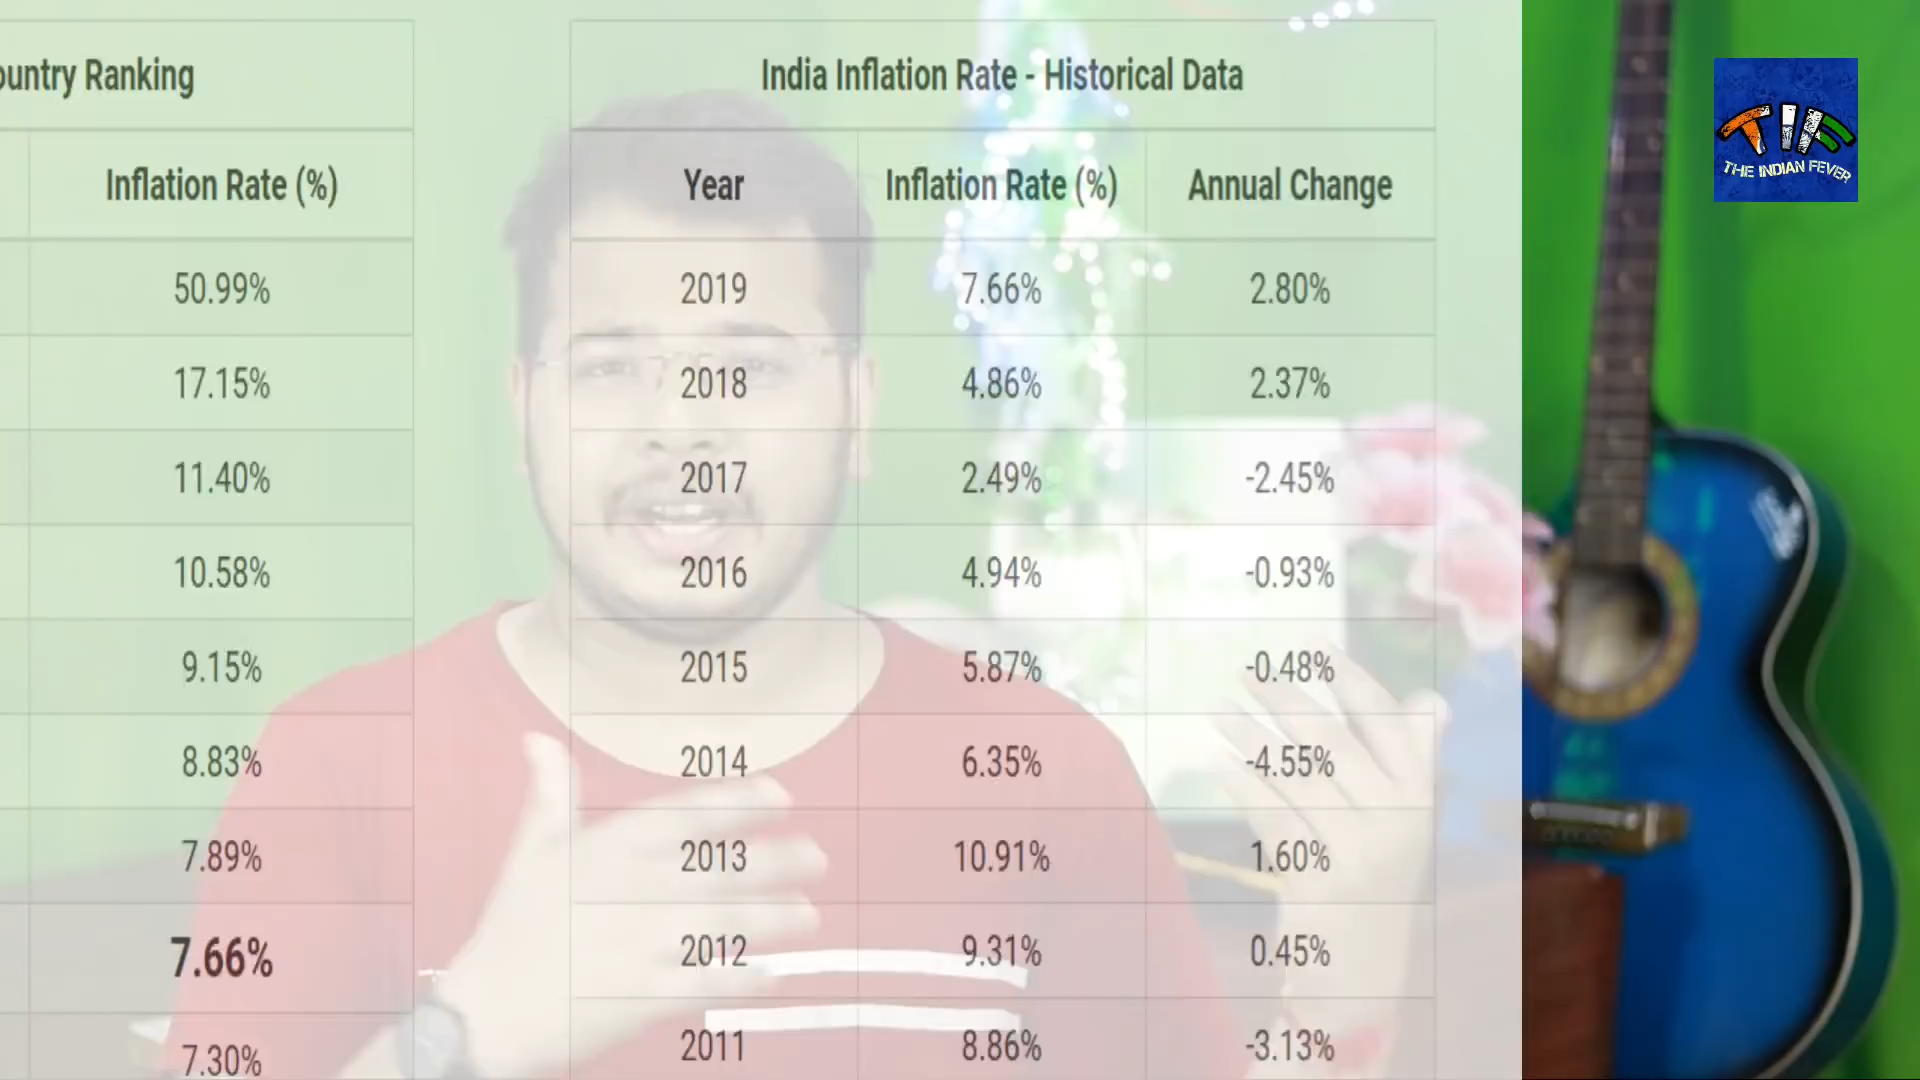 ountry Ranking
Inflation Rate (%)
50.99%
17.15%
11.40%
10.58%
9.15%
8.83%
7.89%
7.66%
7.30%
India Inflation Rate - Historical Data
Year Inflation Rate (%) Annual Change
2019 7.66% 2.80%
2018 4.86% 2.37%
2017 2.49% -2.45%
2016 4.94% -0.93%
2015 5.87% -0.48%
2014 6.35% -4.55%
2013 10.91% 1.60%
2012 9.31% 0.45%
2011 8.86% -3.13%
TIF
THE INDIAN FEVER